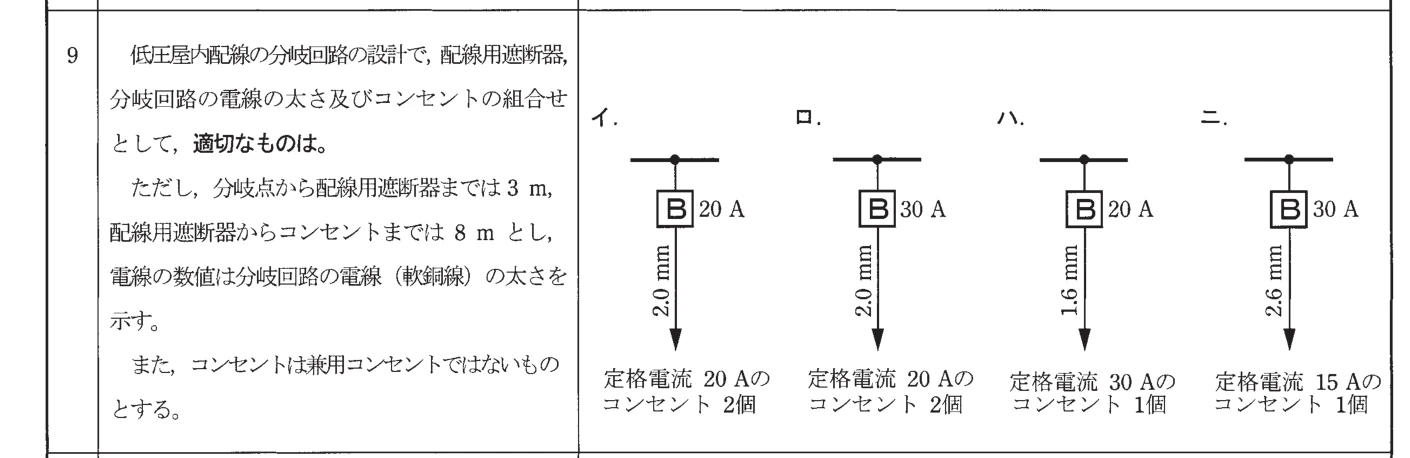 9
低圧屋内配線の分岐回路の設計で, 配線用遮断器,
分岐回路の電線の太さ及びコンセントの組合せ
として, 適切なものは。
ただし, 分岐点から配線用遮断器までは 3 m,
配線用遮断器からコンセントまでは 8 m とし,
電線の数値は分岐回路の電線（軟銅線）の太さを
示す。
また, コンセントは兼用コンセントではないもの
とする。
イ.
B 20 A
2.0 mm
定格電流 20 Aの
コンセント 2個
ロ.
B 30 A
2.0 mm
定格電流 20 Aの
コンセント 2個
ハ.
B 20 A
1.6 mm
定格電流 30 Aの
コンセント 1個
ニ.
B 30 A
2.6 mm
定格電流 15 Aの
コンセント 1個